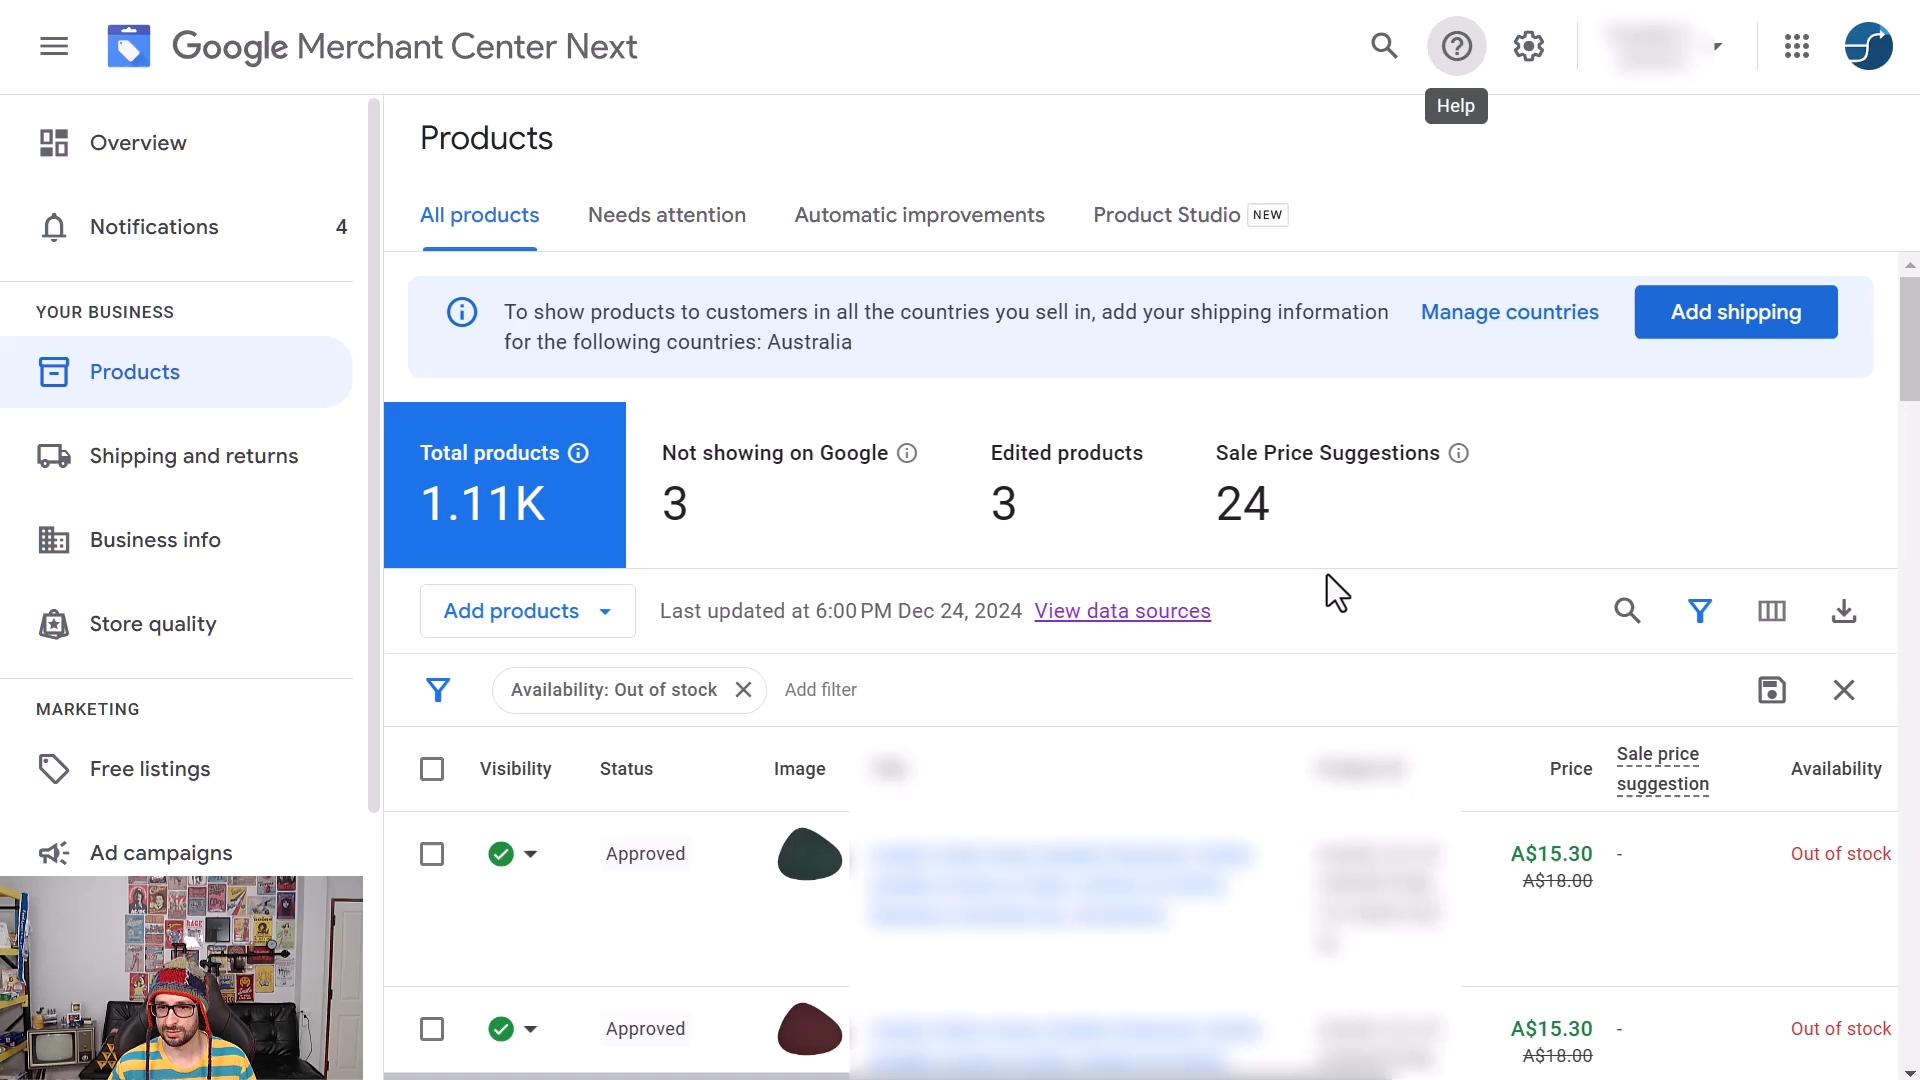 Google Merchant Center Next
Help
Overview
Notifications 4
YOUR BUSINESS
Products
Shipping and returns
Business info
Store quality
MARKETING
Free listings
Ad campaigns
Products
All products Needs attention Automatic improvements Product Studio NEW
To show products to customers in all the countries you sell in, add your shipping information
for the following countries: Australia
Manage countries
Add shipping
Total products Not showing on Google Edited products Sale Price Suggestions
1.11K 3 3 24
Add products Last updated at 6:00 PM Dec 24, 2024 View data sources
Availability: Out of stock Add filter
Visibility Status Image Price Sale price suggestion Availability
Approved A$15.30 - Out of stock
A$18.00
Approved A$15.30 - Out of stock
A$18.00